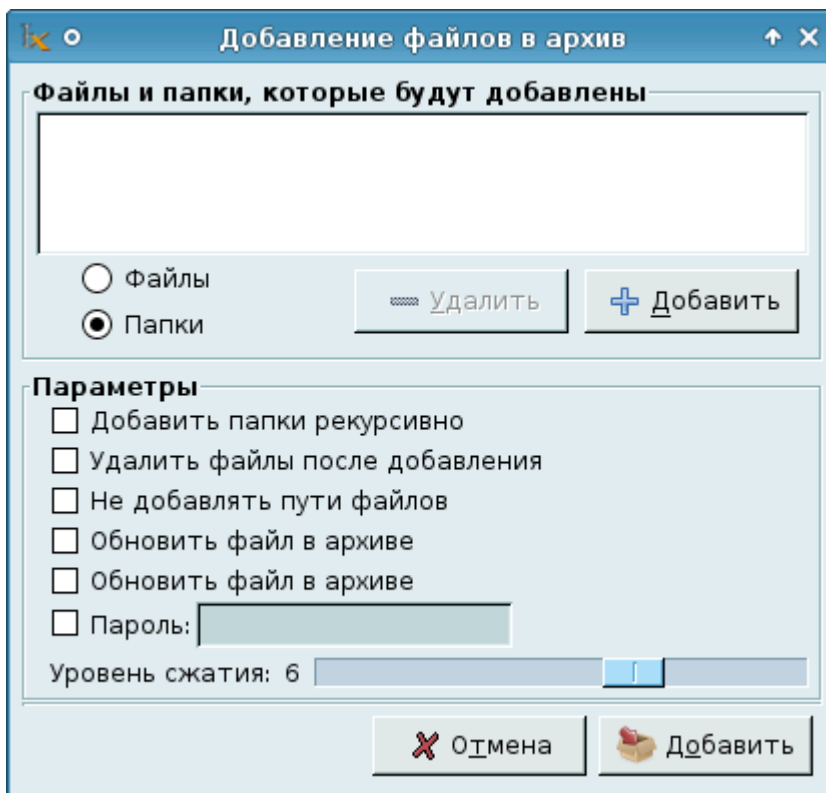 Добавление файлов в архив
Файлы и папки, которые будут добавлены
Файлы
Папки
Удалить
Добавить
Параметры
Добавить папки рекурсивно
Удалить файлы после добавления
Не добавлять пути файлов
Обновить файл в архиве
Обновить файл в архиве
Пароль:
Уровень сжатия: 6
Отмена
Добавить